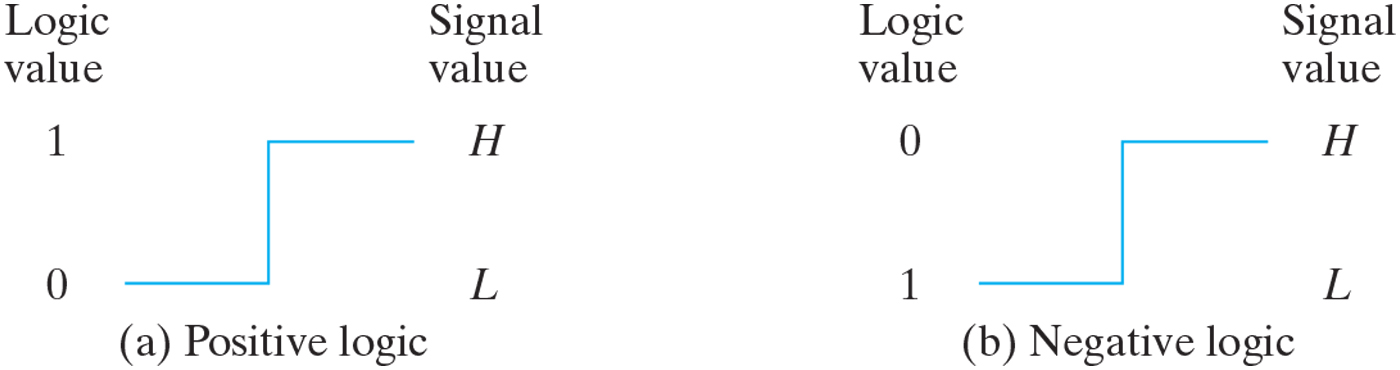 Logic value
Signal value
1
H
0
L
(a) Positive logic
Logic value
Signal value
0
H
1
L
(b) Negative logic